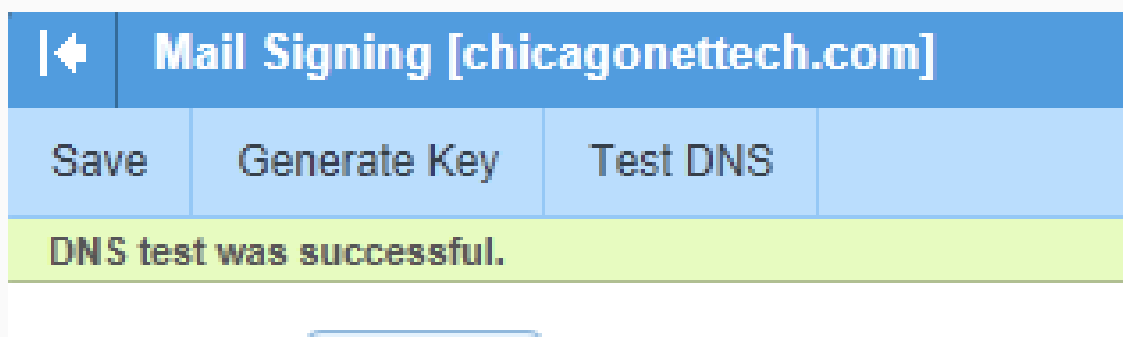 Mail Signing [chicagonettech.com]
Save Generate Key Test DNS
DNS test was successful.